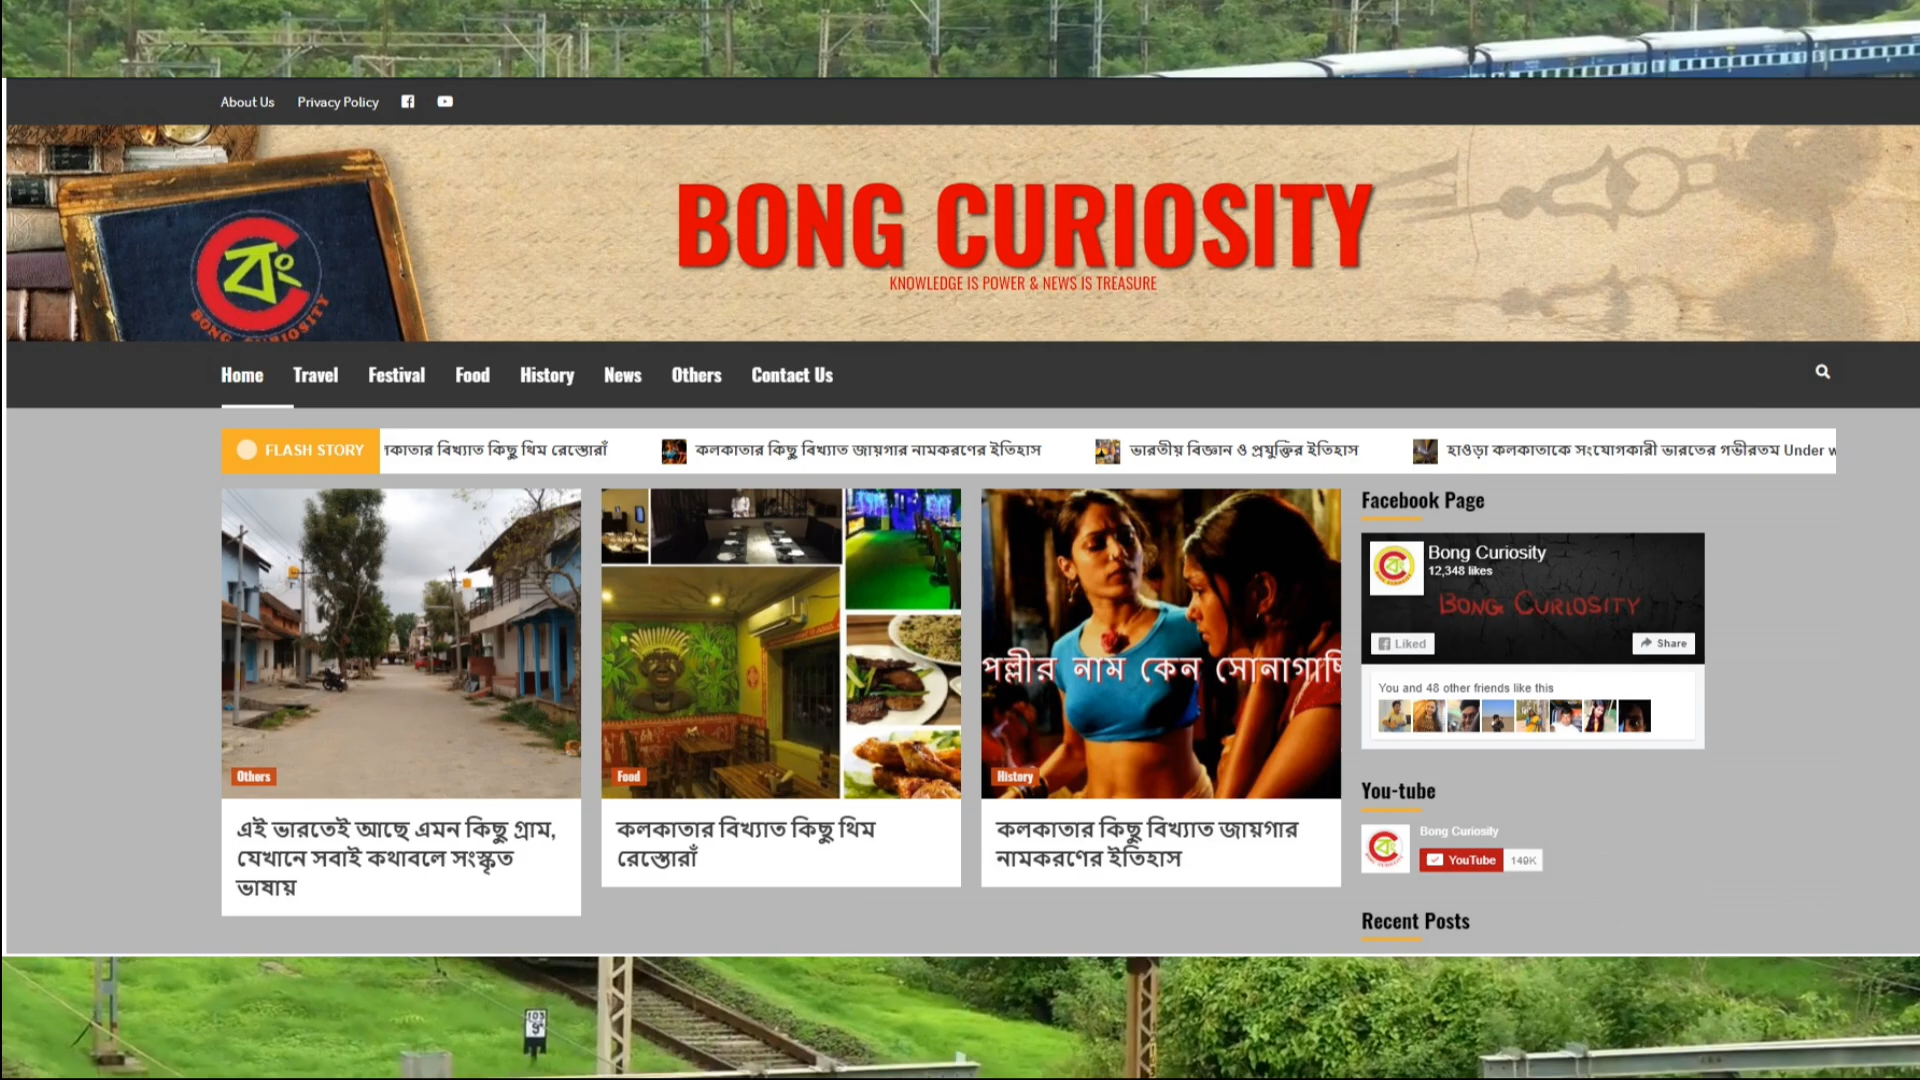 About Us Privacy Policy
বং
BONG CURIOSITY
BONG CURIOSITY
KNOWLEDGE IS POWER & NEWS IS TREASURE
Home Travel Festival Food History News Others Contact Us
FLASH STORY কাতার বিখ্যাত কিছু থিম রেস্তোরাঁ কলকাতার কিছু বিখ্যাত জায়গার নামকরণের ইতিহাস ভারতীয় বিজ্ঞান ও প্রযুক্তির ইতিহাস হাওড়া কলকাতাকে সংযোগকারী ভারতের গভীরতম Under w
Others
এই ভারতেই আছে এমন কিছু গ্রাম,
যেখানে সবাই কথাবলে সংস্কৃত
ভাষায়
Food
কলকাতার বিখ্যাত কিছু থিম
রেস্তোরাঁ
পল্লীর নাম কেন সোনাগাছি
History
কলকাতার কিছু বিখ্যাত জায়গার
নামকরণের ইতিহাস
Facebook Page
বং
Bong Curiosity
12,348 likes
BONG CURIOSITY
Liked Share
You and 48 other friends like this
You-tube
বং
Bong Curiosity
YouTube 149K
Recent Posts
103
9